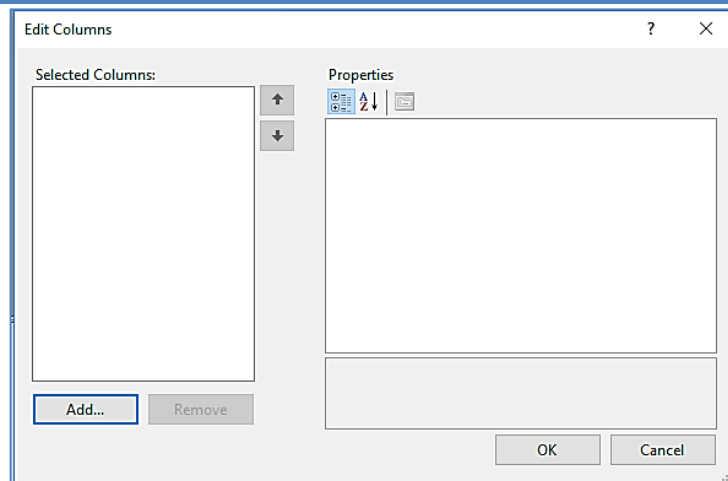 Edit Columns
?
Selected Columns:
Properties
A
Z
Add...
Remove
OK
Cancel